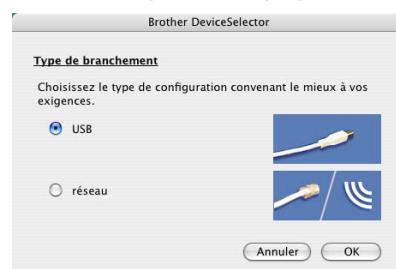 Brother DeviceSelector
Type de branchement
Choisissez le type de configuration convenant le mieux à vos
exigences.
USB
réseau
Annuler OK